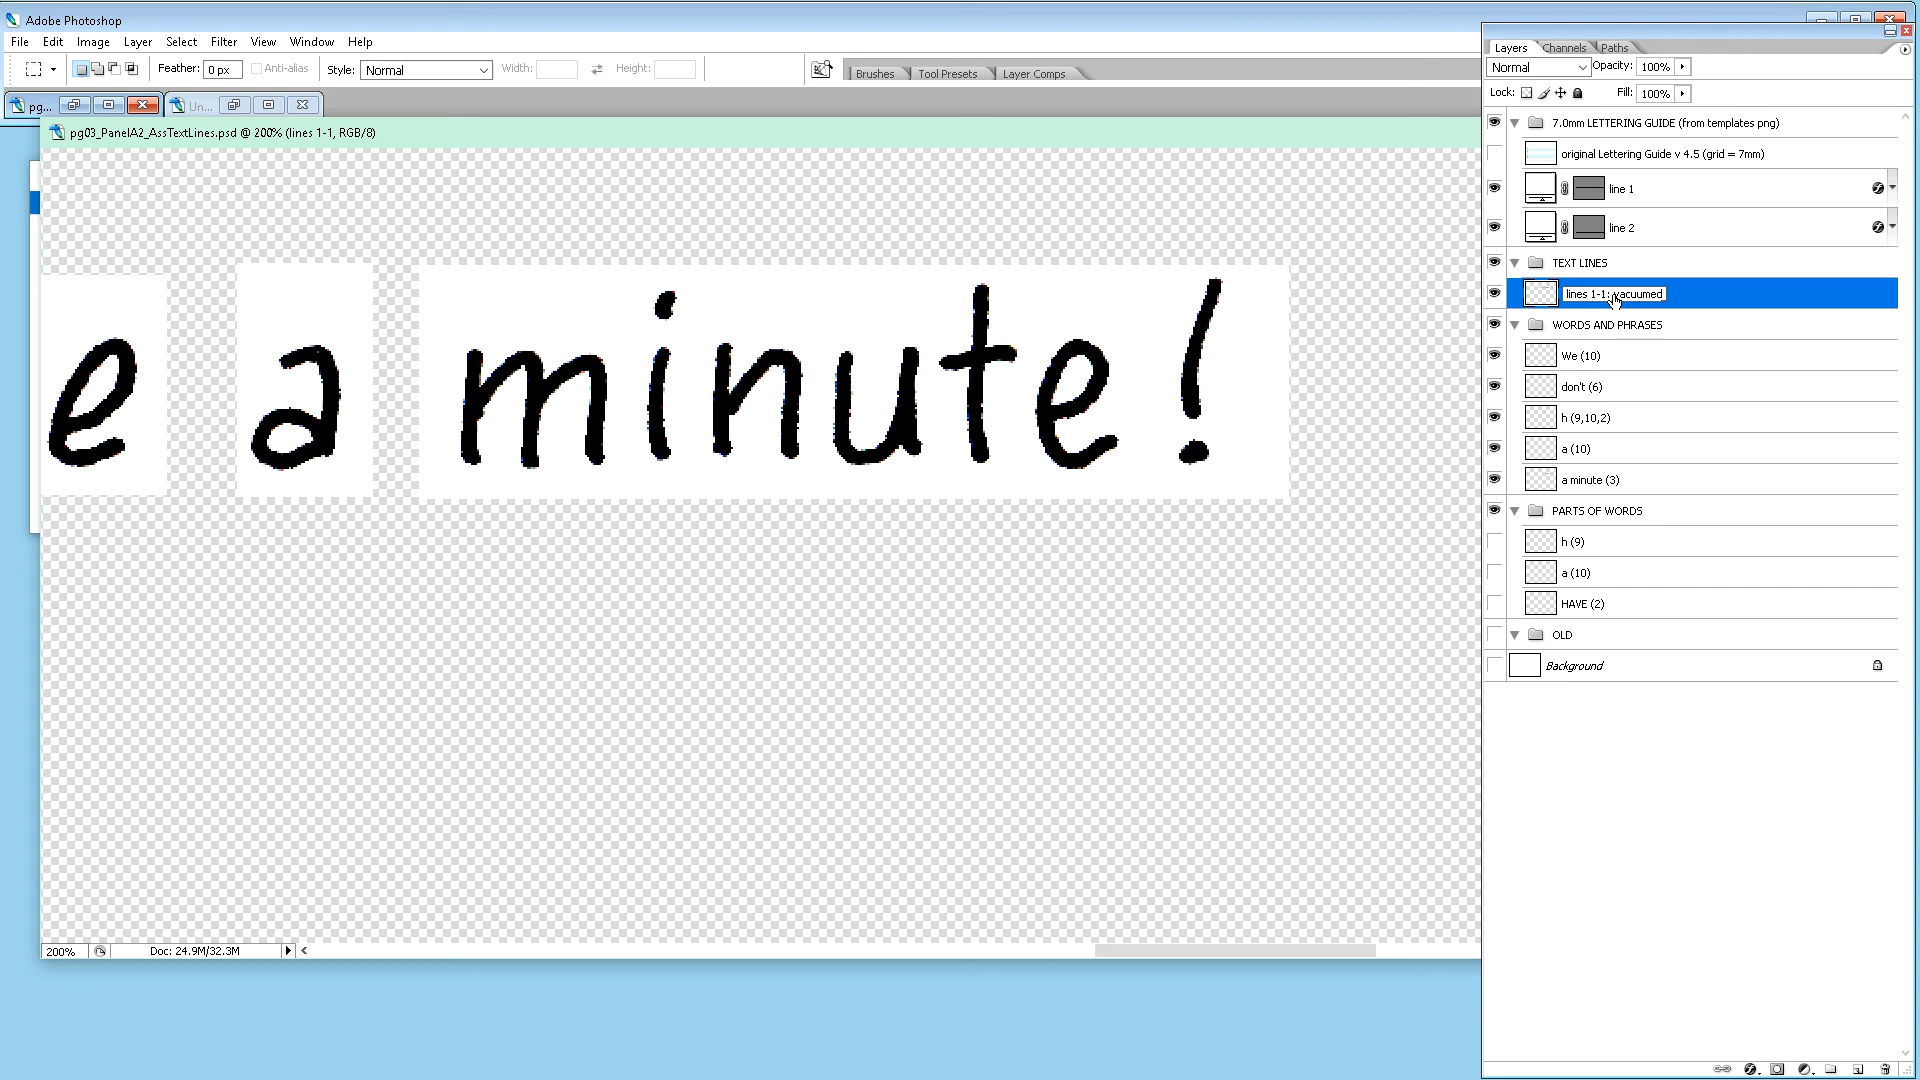 Adobe Photoshop
File Edit Image Layer Select Filter View Window Help
Feather: 0 px Anti-alias Style: Normal Width: Height: Brushes Tool Presets Layer Comps
pg... Un...
pg03_PanelA2_AssTextLines.psd @ 200% (lines 1-1, RGB/8)
e a minute!
200% Doc: 24.9M/32.3M
Layers Channels Paths
Normal Opacity: 100%
Lock: Fill: 100%
7.0mm LETTERING GUIDE (from templates png)
original Lettering Guide v 4.5 (grid = 7mm)
line 1
line 2
TEXT LINES
lines 1-1: vacuumed
WORDS AND PHRASES
We (10)
don't (6)
h (9,10,2)
a (10)
a minute (3)
PARTS OF WORDS
h (9)
a (10)
HAVE (2)
OLD
Background